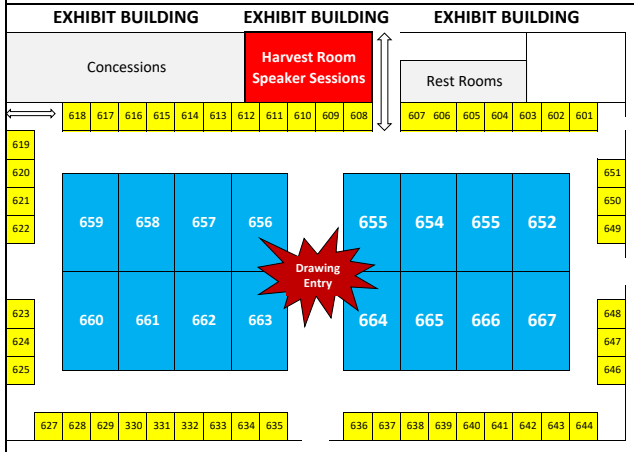 EXHIBIT BUILDING EXHIBIT BUILDING EXHIBIT BUILDING
Concessions
Harvest Room
Speaker Sessions
Rest Rooms
618 617 616 615 614 613 612 611 610 609 608 607 606 605 604 603 602 601
619
620
621
622
651
650
649
659 658 657 656 655 654 655 652
Drawing
Entry
660 661 662 663 664 665 666 667
623
624
625
648
647
646
627 628 629 330 331 332 633 634 635 636 637 638 639 640 641 642 643 644